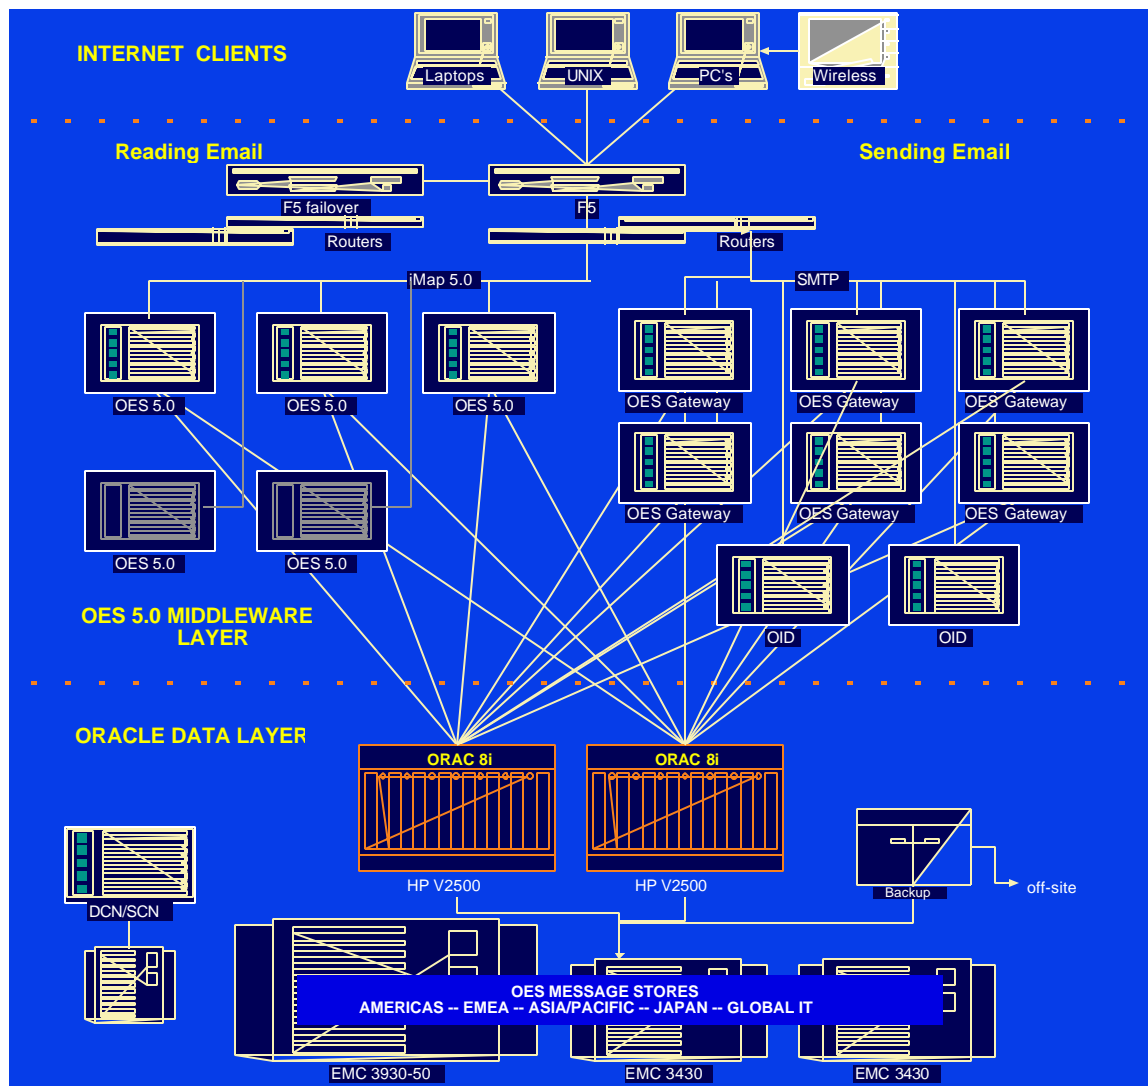 INTERNET CLIENTS
Laptops
UNIX
PC's
Wireless
Reading Email
Sending Email
F5 failover
F5
Routers
Routers
iMap 5.0
SMTP
OES 5.0
OES 5.0
OES 5.0
OES Gateway
OES Gateway
OES Gateway
OES Gateway
OES Gateway
OES Gateway
OES 5.0
OES 5.0
OES 5.0 MIDDLEWARE
LAYER
OID
OID
ORACLE DATA LAYER
ORAC 8i
ORAC 8i
HP V2500
HP V2500
Backup
off-site
DCN/SCN
OES MESSAGE STORES
AMERICAS -- EMEA -- ASIA/PACIFIC -- JAPAN -- GLOBAL IT
EMC 3930-50
EMC 3430
EMC 3430